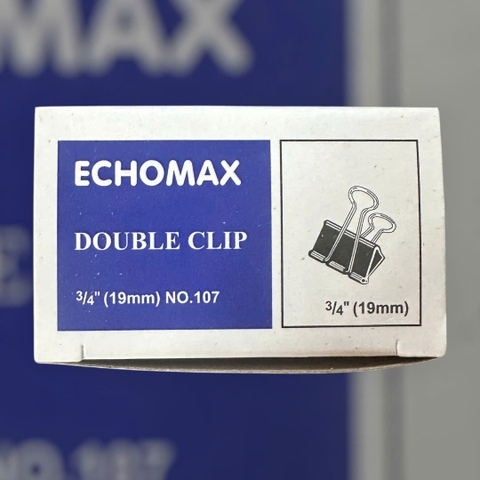 ECHOMAX
DOUBLE CLIP
3/4" (19mm) NO.107
3/4" (19mm)